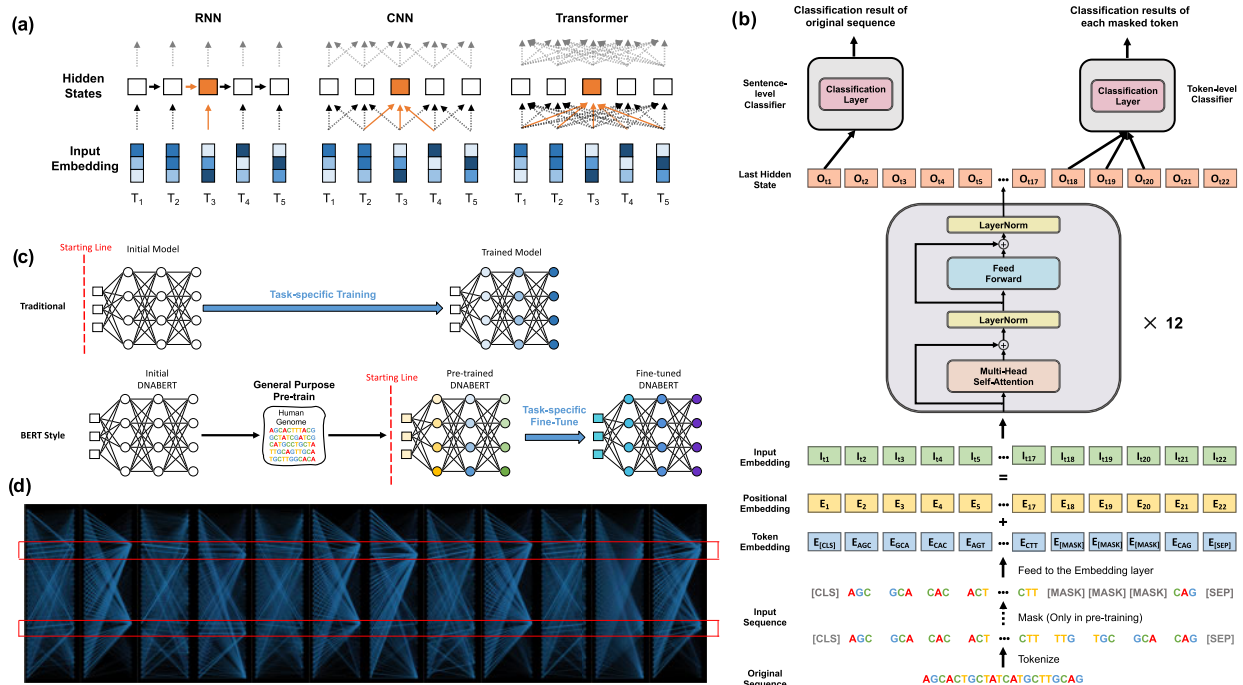 (a)
RNN
CNN
Transformer
Hidden
States
Input
Embedding
T1 T2 T3 T4 T5
T1 T2 T3 T4 T5
T1 T2 T3 T4 T5
(c)
Starting Line
Initial Model
Trained Model
Traditional
Task-specific Training
Initial
DNABERT
General Purpose
Pre-train
Starting Line
Pre-trained
DNABERT
Fine-tuned DNABERT
Human
Genome
AGCACTTTACG
GCTATCGATCG
CATGCCTGCTA
TTGCAGTTGCA
TGCTTGGCACA
Task-specific
Fine-Tune
BERT Style
(d)
(b)
Classification result of
original sequence
Classification results of
each masked token
Sentence-
level
Classifier
Classification
Layer
Classification
Layer
Token-level
Classifier
Last Hidden
State
Ot1 Ot2 Ot3 Ot4 Ot5 ••• Ot17 Ot18 Ot19 Ot20 Ot21 Ot22
LayerNorm
+
Feed
Forward
LayerNorm
+
Multi-Head
Self-Attention
× 12
Input
Embedding
It1 It2 It3 It4 It5 ••• It17 It18 It19 It20 It21 It22
=
Positional
Embedding
E1 E2 E3 E4 E5 ••• E17 E18 E19 E20 E21 E22
+
Token
Embedding
E[CLS] EAGC EGCA ECAC EAGT ••• ECTT E[MASK] E[MASK] E[MASK] ECAG E[SEP]
Feed to the Embedding layer
[CLS] AGC GCA CAC ACT ••• CTT [MASK] [MASK] [MASK] CAG [SEP]
Input
Sequence
Mask (Only in pre-training)
[CLS] AGC GCA CAC ACT ••• CTT TTG TGC GCA CAG [SEP]
Tokenize
Original
Sequence
AGCACTGCTATCATGCTTGCAG